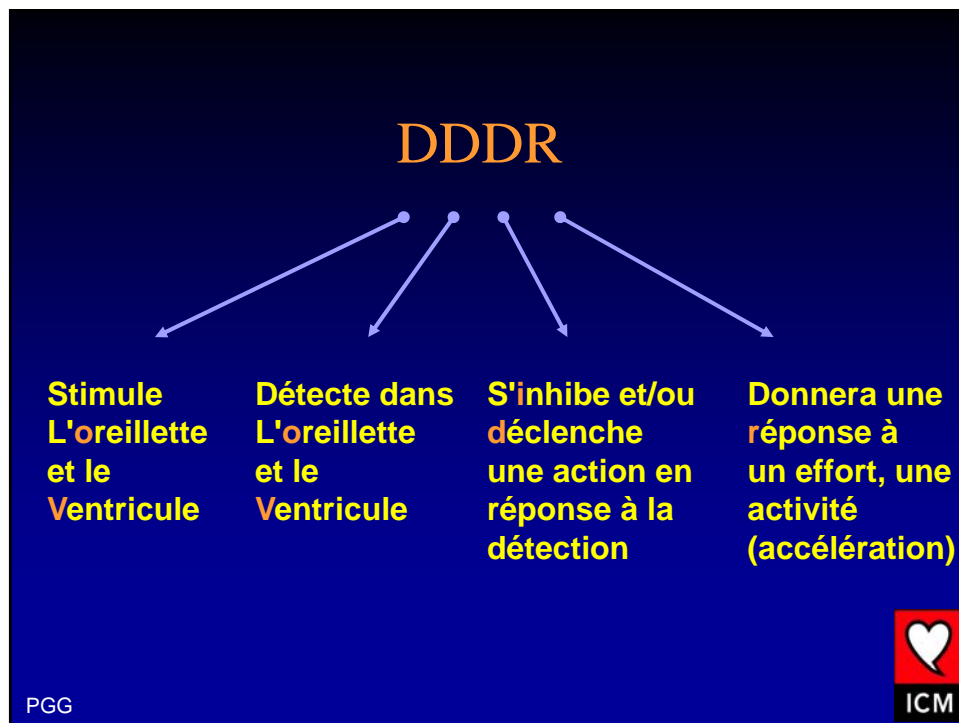 DDDR
Stimule
L'oreillette
et le
Ventricule
Détecte dans
L'oreillette
et le
Ventricule
S'inhibe et/ou
déclenche
une action en
réponse à la
détection
Donnera une
réponse à
un effort, une
activité
(accélération)
PGG
ICM